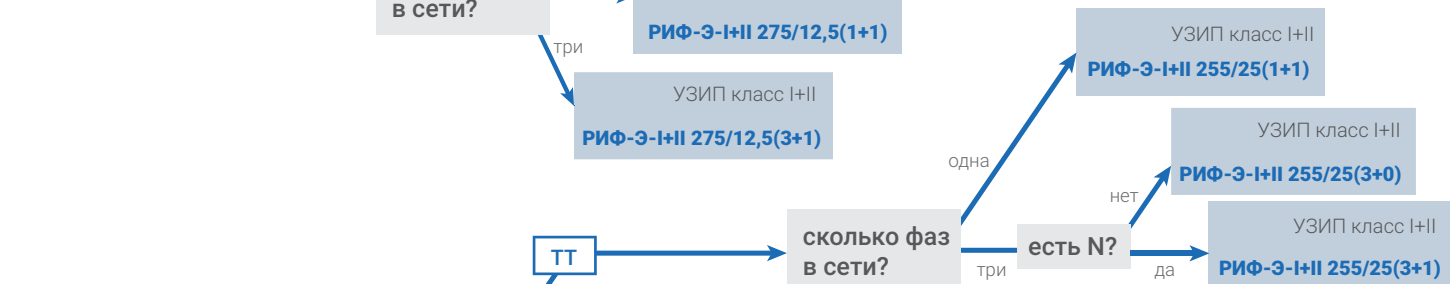 в сети?
РИФ-Э-I+II 275/12,5(1+1)
три
УЗИП класс I+II
РИФ-Э-I+II 275/12,5(3+1)
УЗИП класс I+II
РИФ-Э-I+II 255/25(1+1)
одна
УЗИП класс I+II
РИФ-Э-I+II 255/25(3+0)
нет
ТТ
сколько фаз
в сети?
три
есть N?
да
УЗИП класс I+II
РИФ-Э-I+II 255/25(3+1)